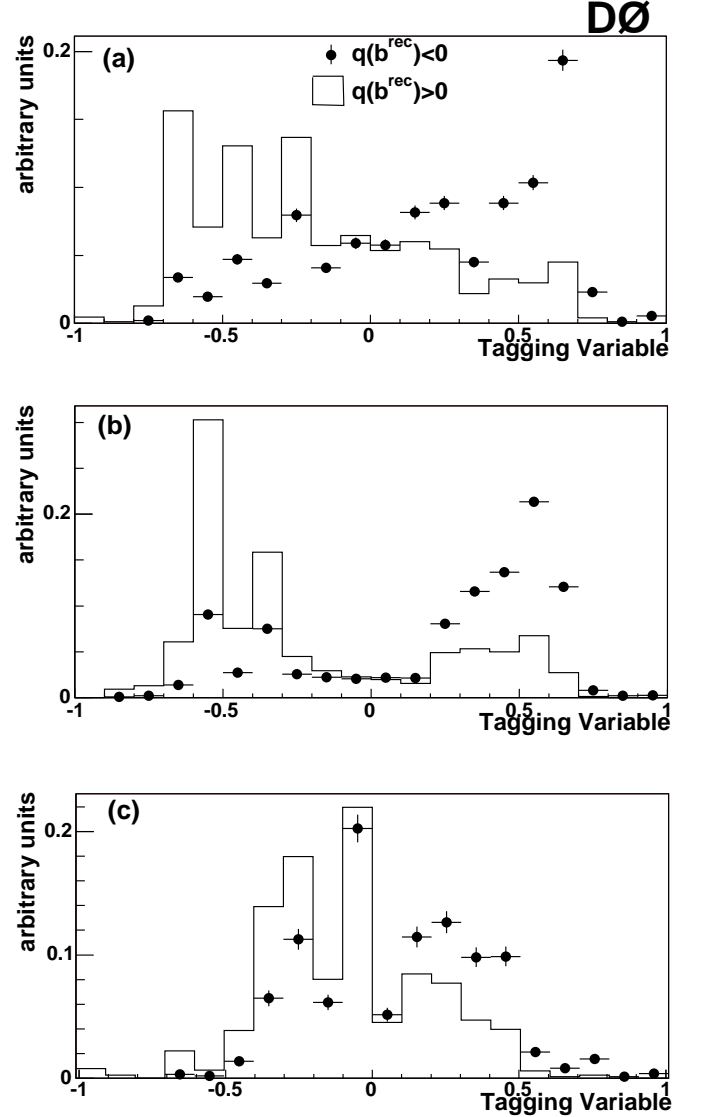 DØ
(a)
q(b^rec)<0
q(b^rec)>0
arbitrary units
0.2
0
-1 -0.5 0 0.5 1
Tagging Variable
(b)
arbitrary units
0.2
0
-1 -0.5 0 0.5 1
Tagging Variable
(c)
arbitrary units
0.2
0.1
0
-1 -0.5 0 0.5 1
Tagging Variable